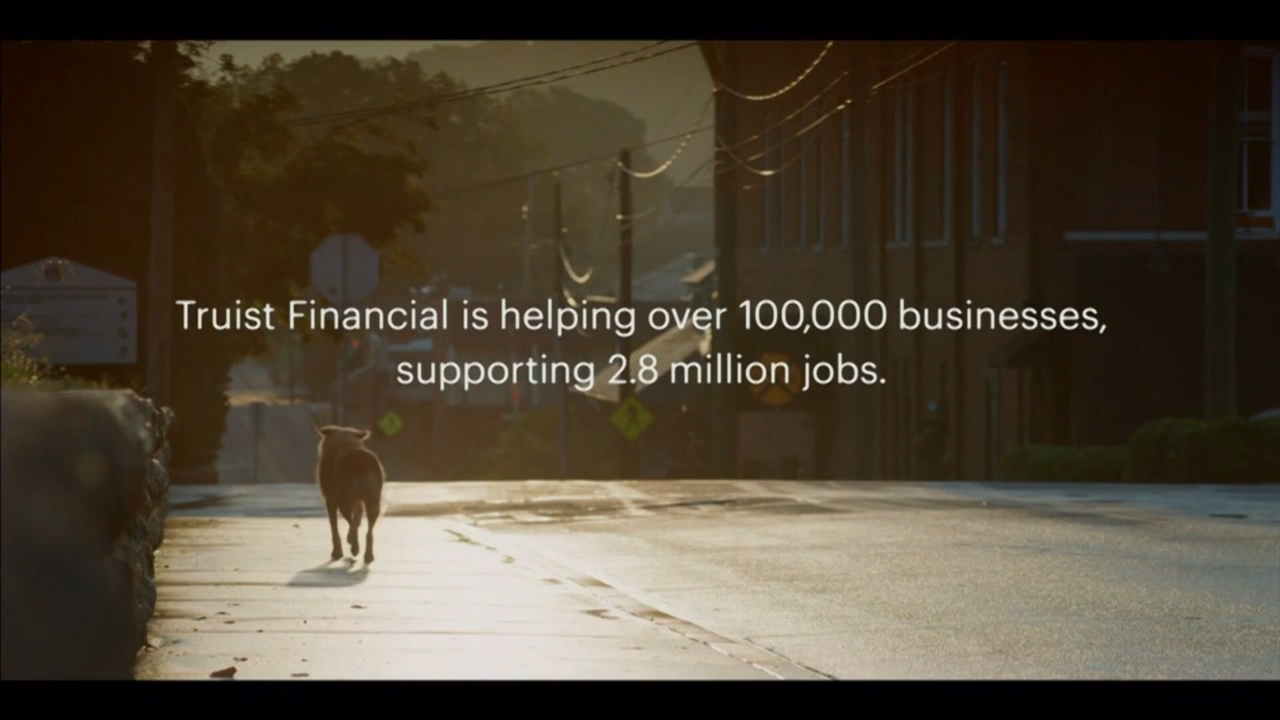 Truist Financial is helping over 100,000 businesses,
supporting 2.8 million jobs.